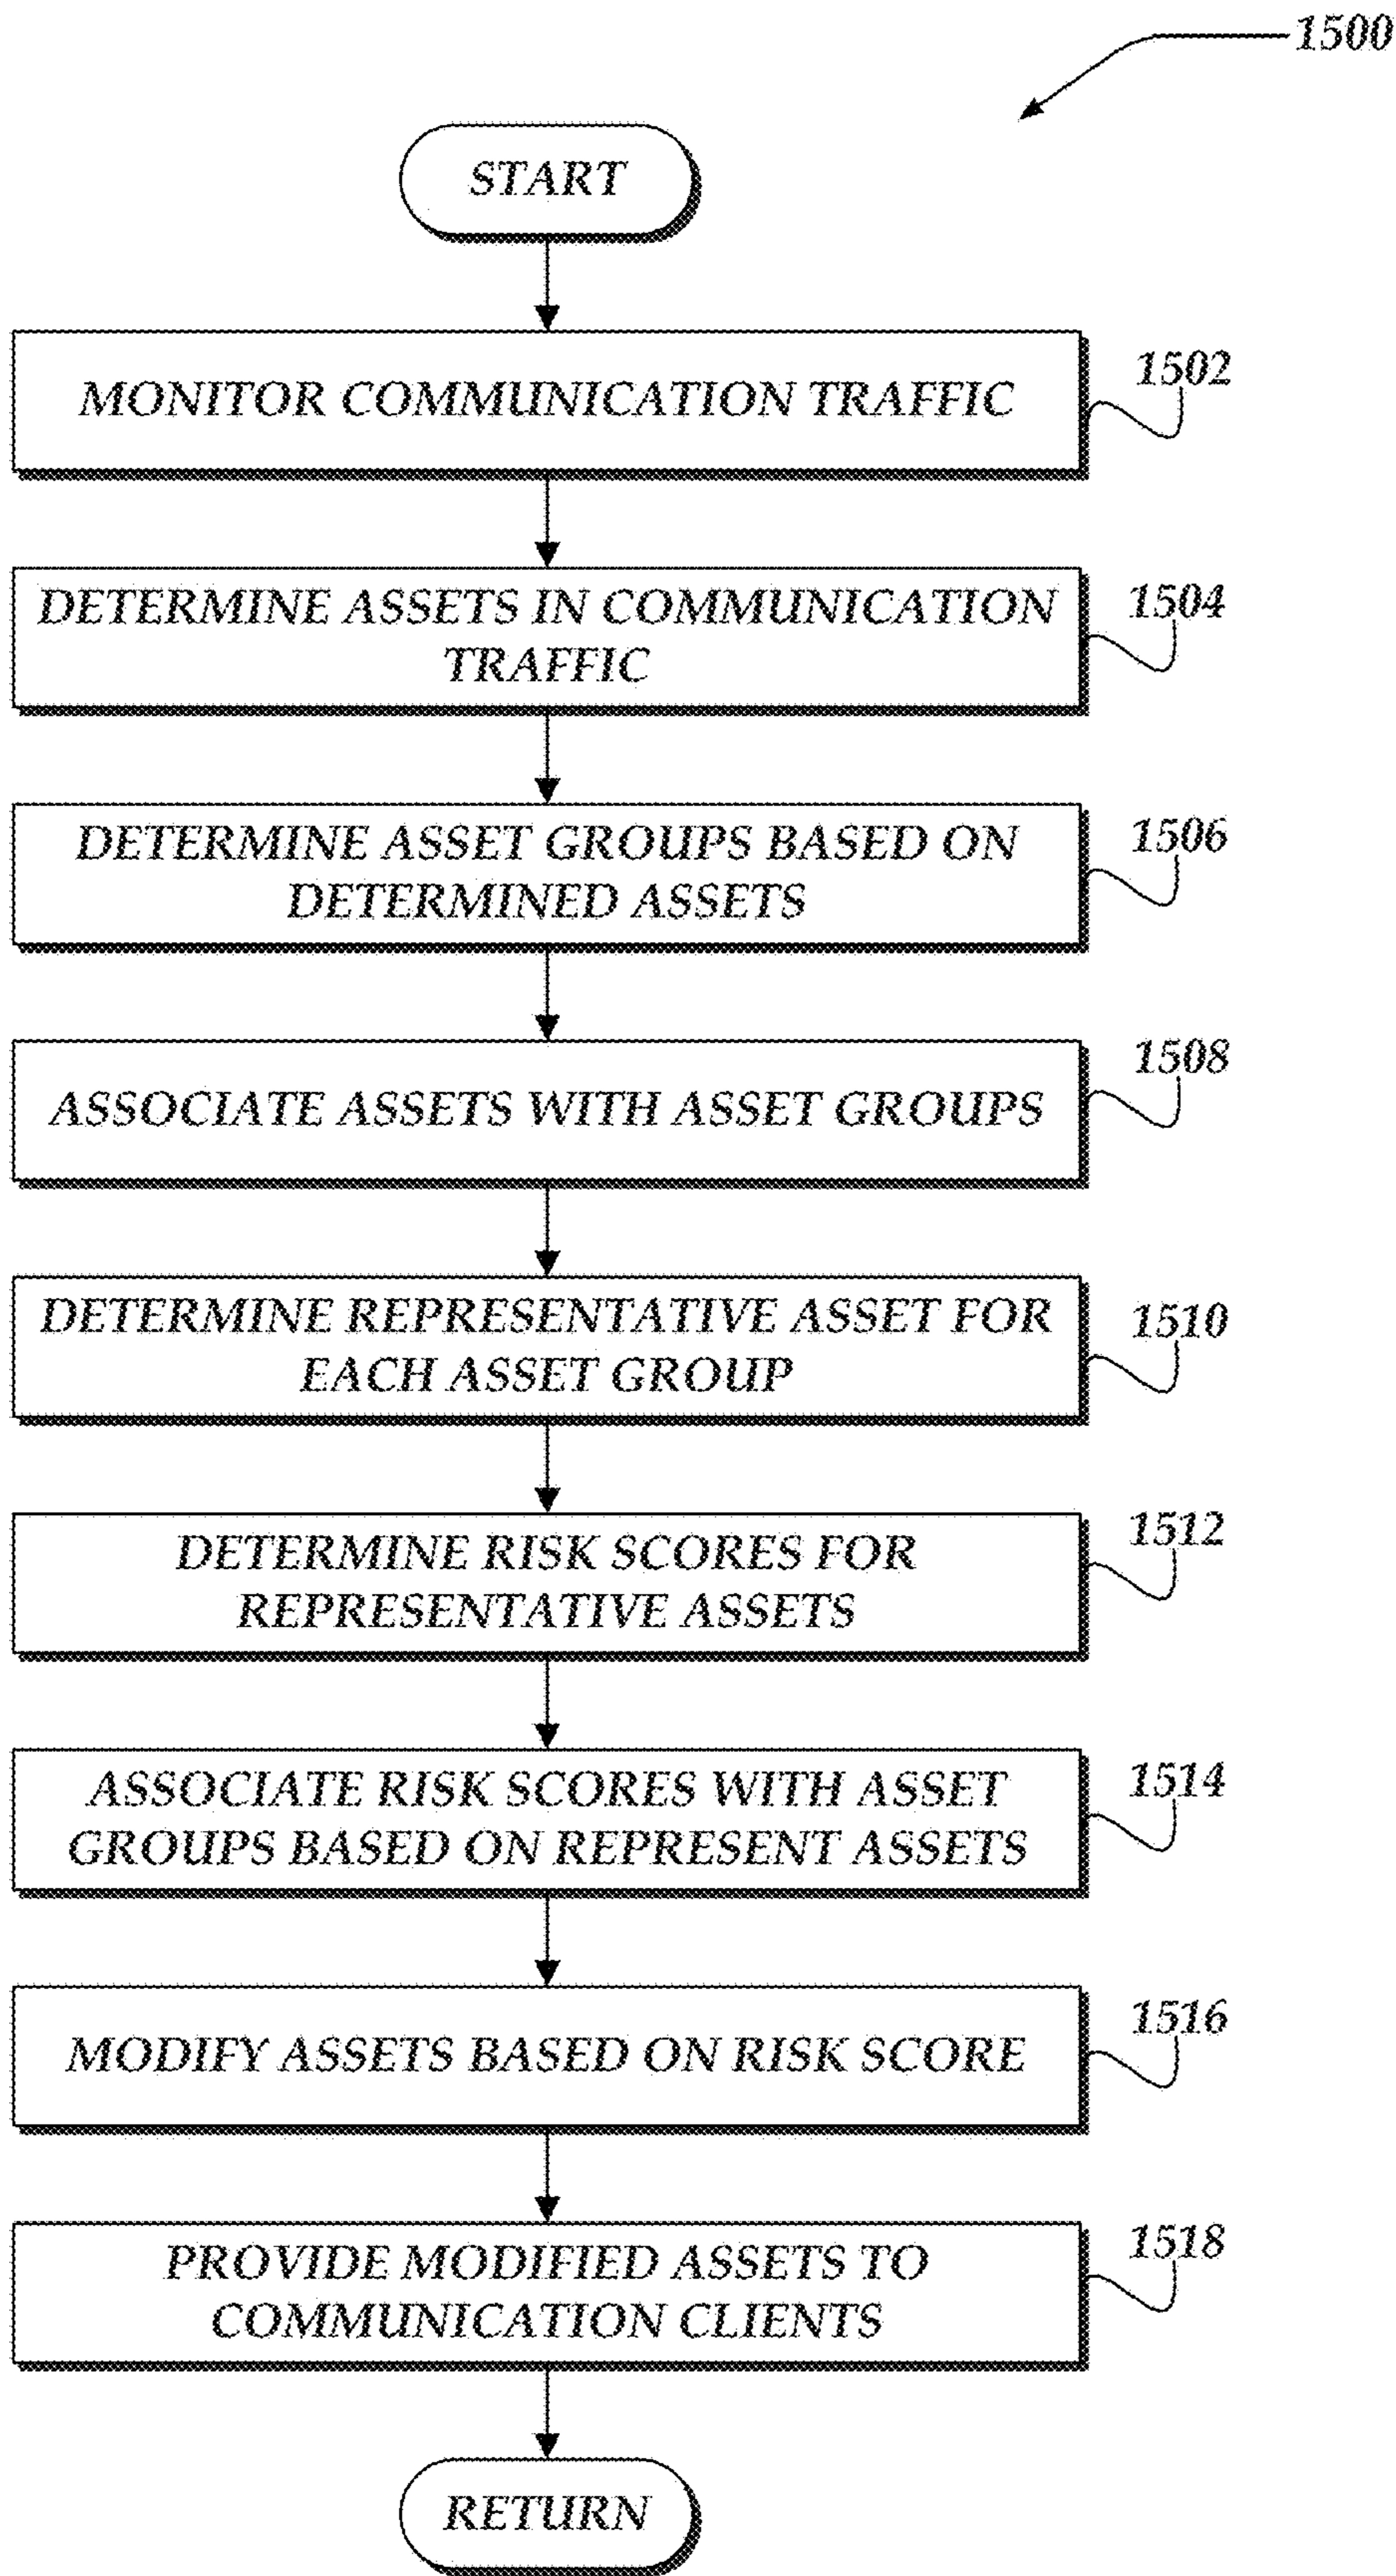 1500
START
MONITOR COMMUNICATION TRAFFIC
1502
DETERMINE ASSETS IN COMMUNICATION
TRAFFIC
1504
DETERMINE ASSET GROUPS BASED ON
DETERMINED ASSETS
1506
ASSOCIATE ASSETS WITH ASSET GROUPS
1508
DETERMINE REPRESENTATIVE ASSET FOR
EACH ASSET GROUP
1510
DETERMINE RISK SCORES FOR
REPRESENTATIVE ASSETS
1512
ASSOCIATE RISK SCORES WITH ASSET
GROUPS BASED ON REPRESENT ASSETS
1514
MODIFY ASSETS BASED ON RISK SCORE
1516
PROVIDE MODIFIED ASSETS TO
COMMUNICATION CLIENTS
1518
RETURN